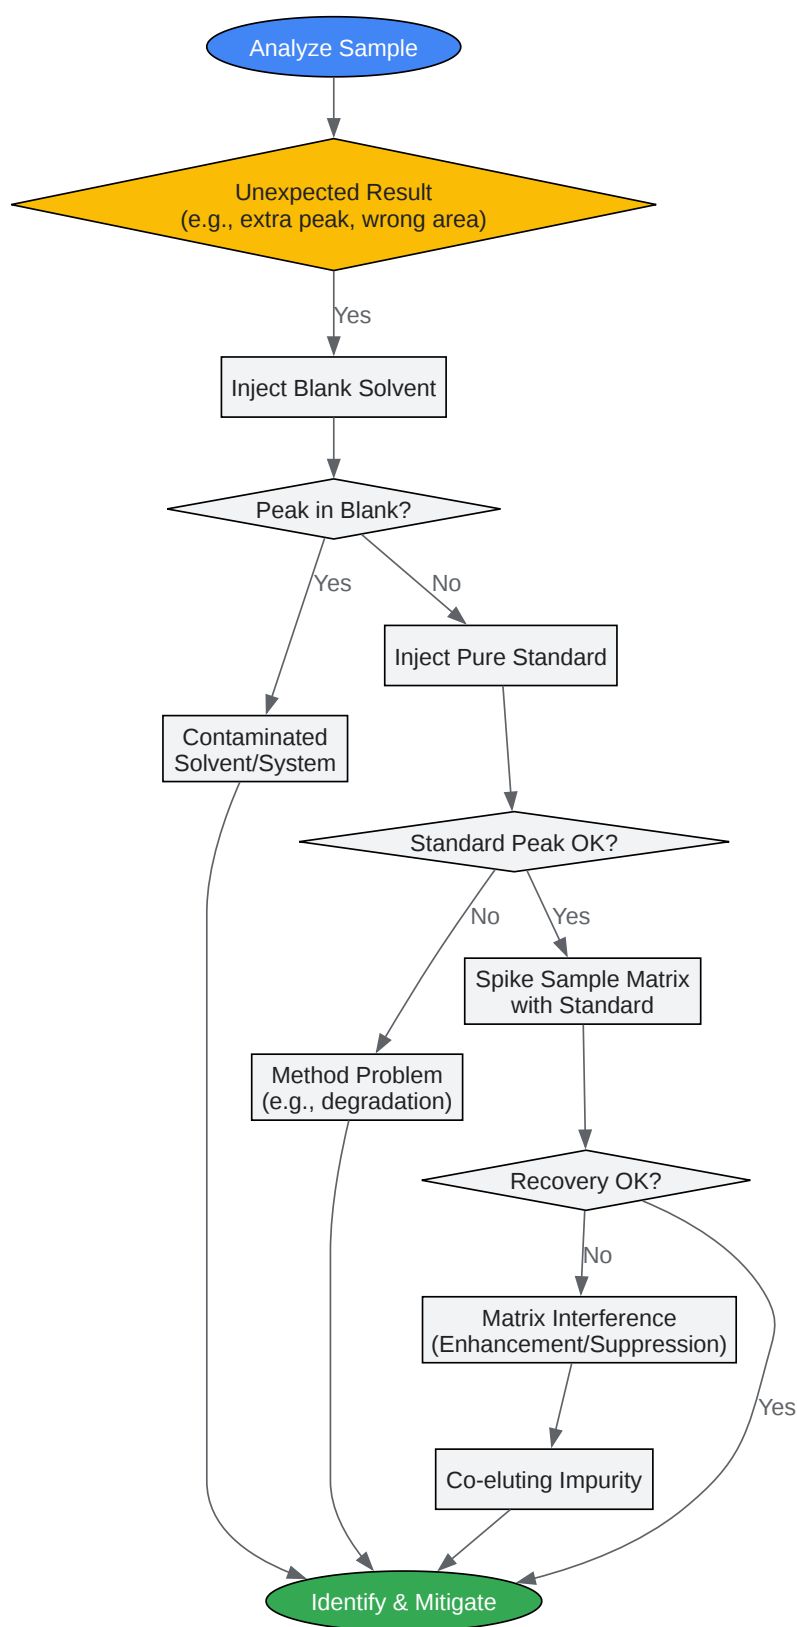 Analyze Sample
Unexpected Result
(e.g., extra peak, wrong area)
Yes
Inject Blank Solvent
Peak in Blank?
Yes
No
Inject Pure Standard
Contaminated
Solvent/System
Standard Peak OK?
No
Yes
Spike Sample Matrix
with Standard
Method Problem
(e.g., degradation)
Recovery OK?
No
Matrix Interference
(Enhancement/Suppression)
Yes
Co-eluting Impurity
Identify & Mitigate